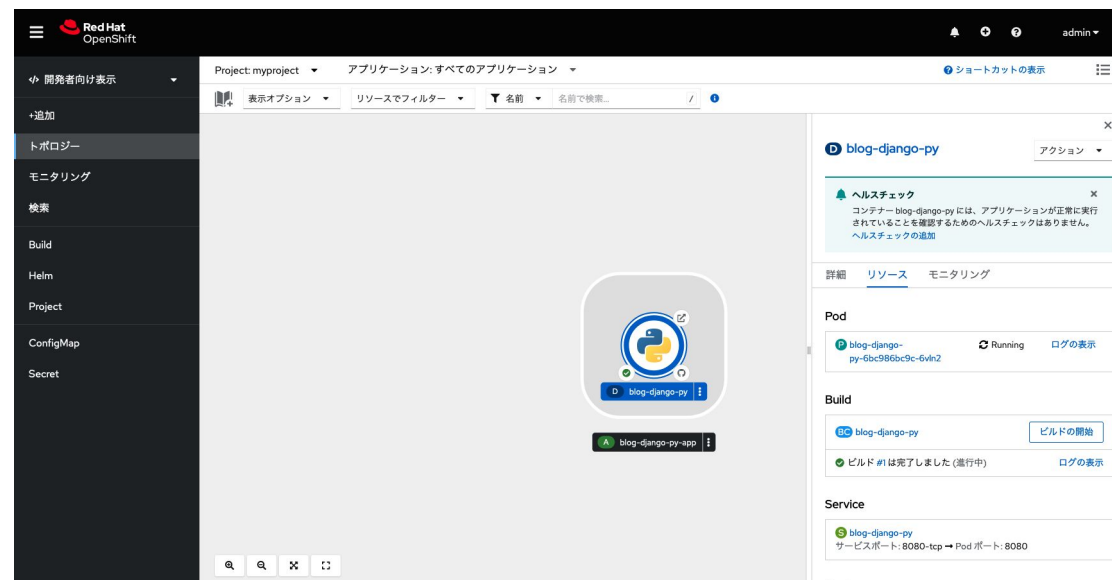 Red Hat
OpenShift
admin
開発者向け表示
Project: myproject
アプリケーション: すべてのアプリケーション
ショートカットの表示
表示オプション
リソースでフィルター
名前
名前で検索...
/
+追加
トポロジー
モニタリング
検索
Build
Helm
Project
ConfigMap
Secret
D blog-django-py
A blog-django-py-app
D blog-django-py
アクション
ヘルスチェック
コンテナー blog-django-py には、アプリケーションが正常に実行
されていることを確認するためのヘルスチェックはありません。
ヘルスチェックの追加
詳細 リソース モニタリング
Pod
P blog-django-
py-6bc986bc9c-6vln2
Running
ログの表示
Build
BC blog-django-py
ビルドの開始
ビルド #1 は完了しました (進行中)
ログの表示
Service
S blog-django-py
サービスポート: 8080-tcp → Pod ポート: 8080